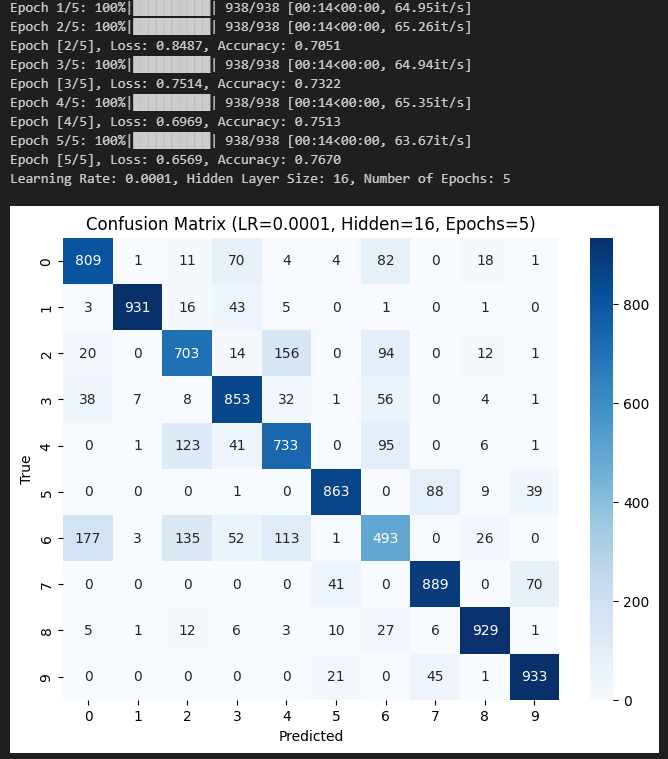 Epoch 1/5: 100%|██████████| 938/938 [00:14<00:00, 64.95it/s]
Epoch 2/5: 100%|██████████| 938/938 [00:14<00:00, 65.26it/s]
Epoch [2/5], Loss: 0.8487, Accuracy: 0.7051
Epoch 3/5: 100%|██████████| 938/938 [00:14<00:00, 64.94it/s]
Epoch [3/5], Loss: 0.7514, Accuracy: 0.7322
Epoch 4/5: 100%|██████████| 938/938 [00:14<00:00, 65.35it/s]
Epoch [4/5], Loss: 0.6969, Accuracy: 0.7513
Epoch 5/5: 100%|██████████| 938/938 [00:14<00:00, 63.67it/s]
Epoch [5/5], Loss: 0.6569, Accuracy: 0.7670
Learning Rate: 0.0001, Hidden Layer Size: 16, Number of Epochs: 5
Confusion Matrix (LR=0.0001, Hidden=16, Epochs=5)
0 809 1 11 70 4 4 82 0 18 1
1 3 931 16 43 5 0 1 0 1 0
2 20 0 703 14 156 0 94 0 12 1
3 38 7 8 853 32 1 56 0 4 1
4 0 1 123 41 733 0 95 0 6 1
5 0 0 0 1 0 863 0 88 9 39
6 177 3 135 52 113 1 493 0 26 0
7 0 0 0 0 0 41 0 889 0 70
8 5 1 12 6 3 10 27 6 929 1
9 0 0 0 0 0 21 0 45 1 933
0 1 2 3 4 5 6 7 8 9
True
Predicted
800
600
400
200
0